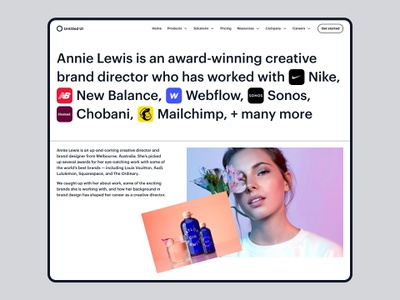 Untitled UI
Home Products Solutions Pricing Resources Company Careers Get started
Annie Lewis is an award-winning creative
brand director who has worked with Nike,
NB New Balance, W Webflow, SONOS Sonos,
Chobani, Mailchimp, + many more
Annie Lewis is an up and coming creative director and
brand designer from Melbourne, Australia. She's picked
up several awards for her eye catching work with some of
the world's best brands — including Louis Vuitton, Audi,
Lululemon, Squarespace, and The Ordinary.
We caught up with her about work, some of the exciting
brands she is working with, and how her background in
brand design has shaped her career as a creative director.